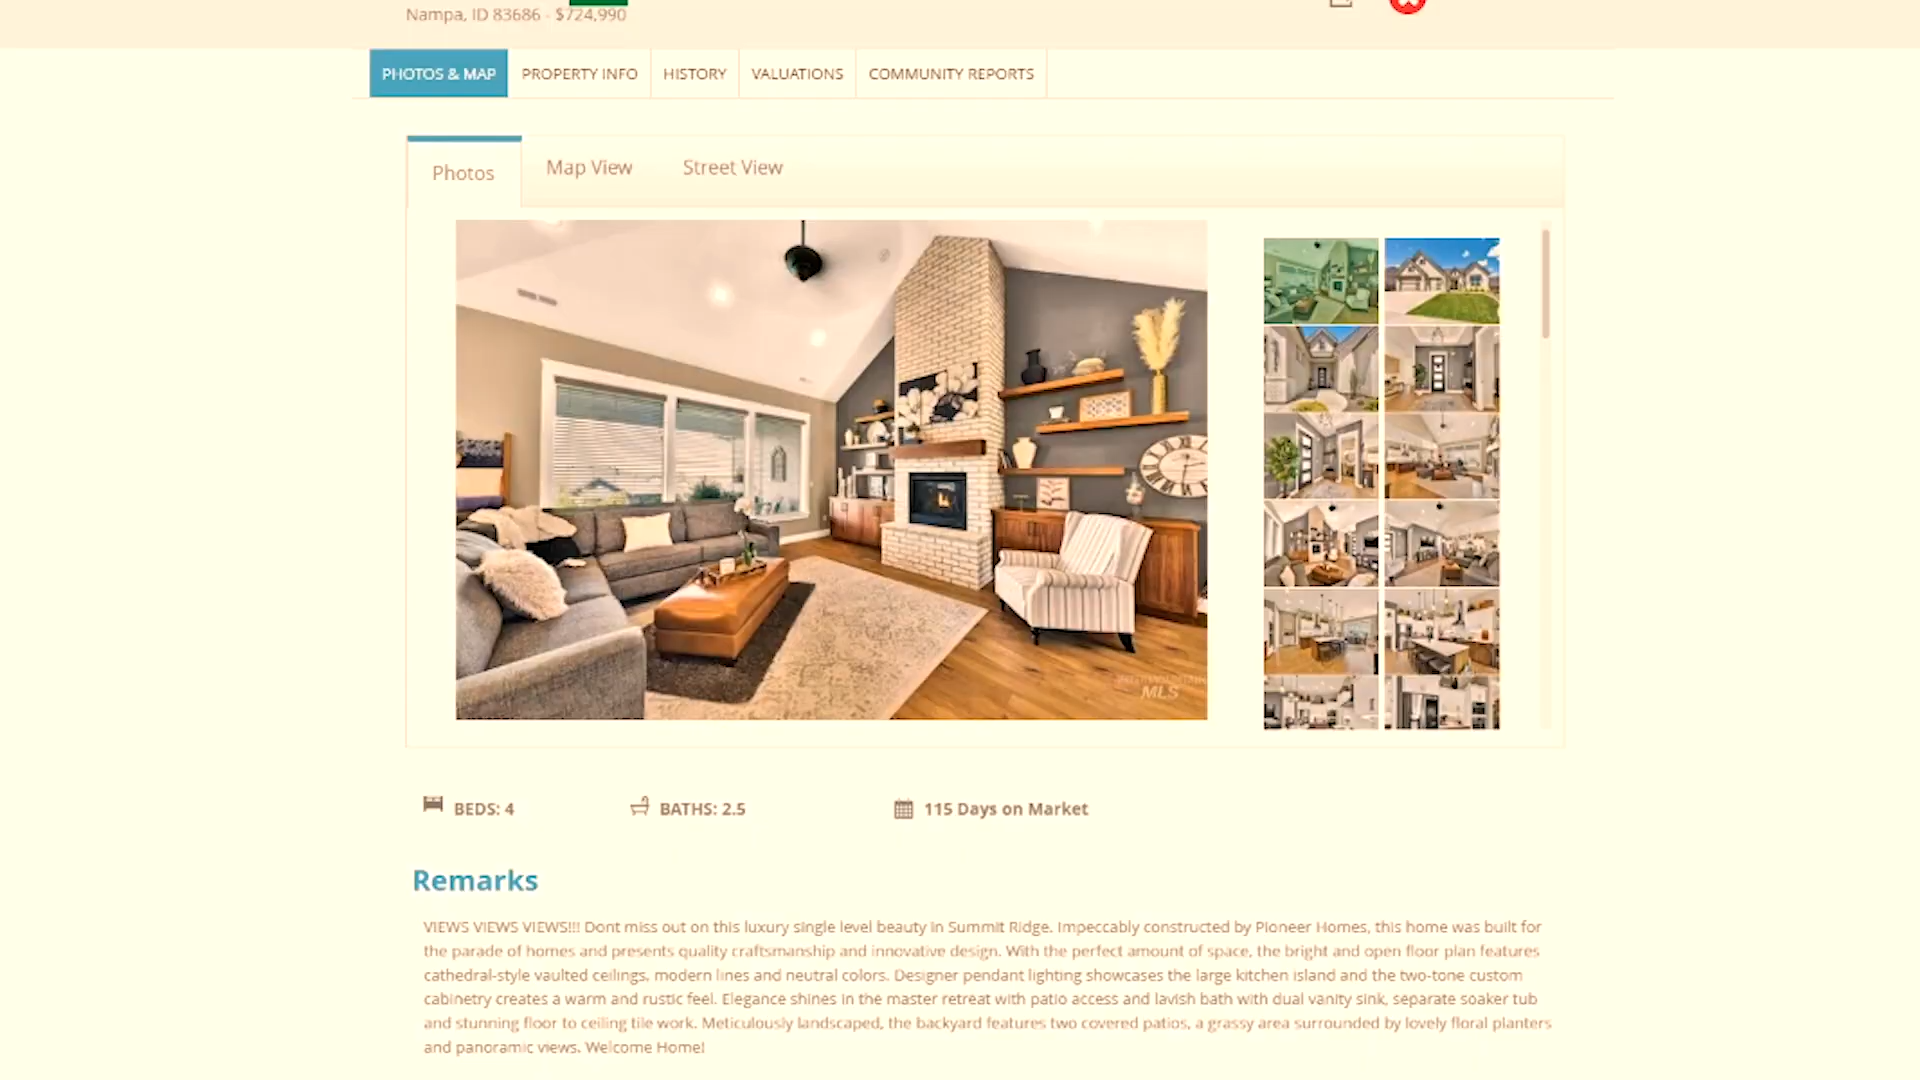 Nampa, ID 83686 - $724,990
PHOTOS & MAP
PROPERTY INFO
HISTORY
VALUATIONS
COMMUNITY REPORTS
Photos
Map View
Street View
MLS
BEDS: 4
BATHS: 2.5
115 Days on Market
Remarks
VIEWS VIEWS VIEWS!!! Dont miss out on this luxury single level beauty in Summit Ridge. Impeccably constructed by Pioneer Homes, this home was built for
the parade of homes and presents quality craftsmanship and innovative design. With the perfect amount of space, the bright and open floor plan features
cathedral-style vaulted ceilings, modern lines and neutral colors. Designer pendant lighting showcases the large kitchen island and the two-tone custom
cabinetry creates a warm and rustic feel. Elegance shines in the master retreat with patio access and lavish bath with dual vanity sink, separate soaker tub
and stunning floor to ceiling tile work. Meticulously landscaped, the backyard features two covered patios, a grassy area surrounded by lovely floral planters
and panoramic views. Welcome Home!